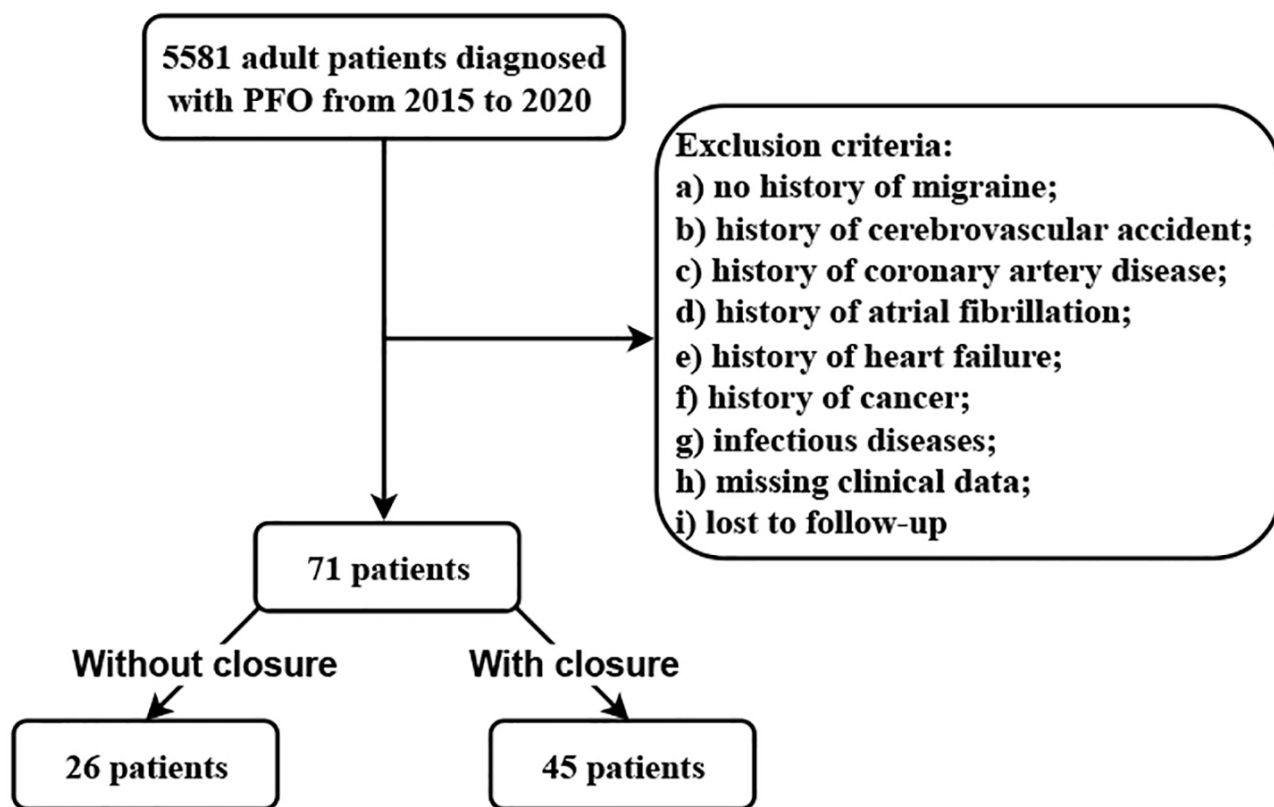 5581 adult patients diagnosed
with PFO from 2015 to 2020
Exclusion criteria:
a) no history of migraine;
b) history of cerebrovascular accident;
c) history of coronary artery disease;
d) history of atrial fibrillation;
e) history of heart failure;
f) history of cancer;
g) infectious diseases;
h) missing clinical data;
i) lost to follow-up
71 patients
Without closure
With closure
26 patients
45 patients